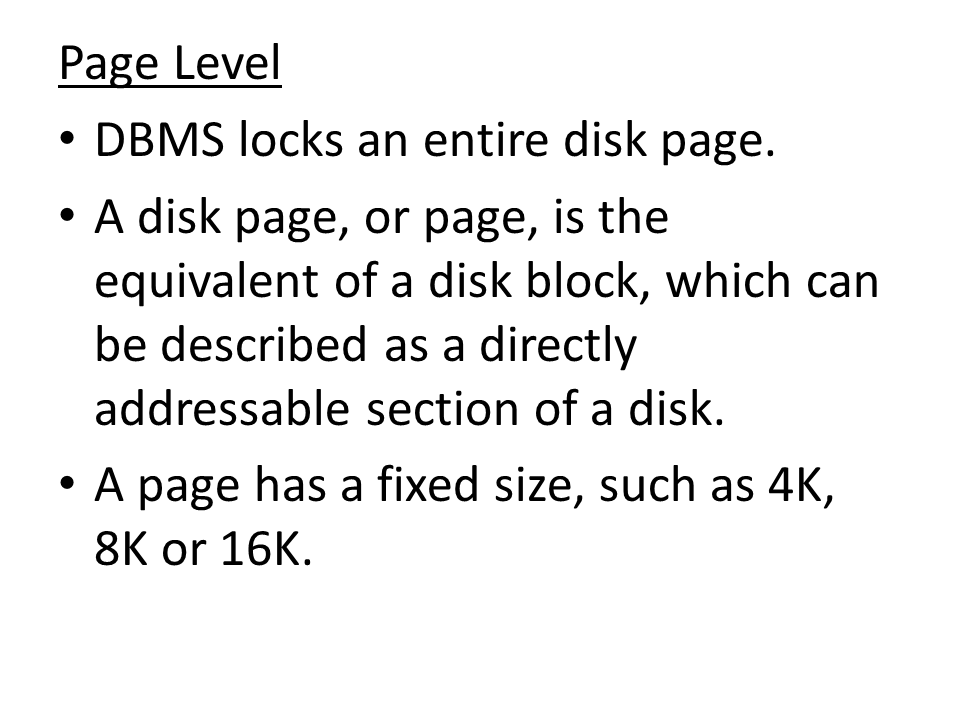 Page Level
• DBMS locks an entire disk page.
• A disk page, or page, is the
equivalent of a disk block, which can
be described as a directly
addressable section of a disk.
• A page has a fixed size, such as 4K,
8K or 16K.